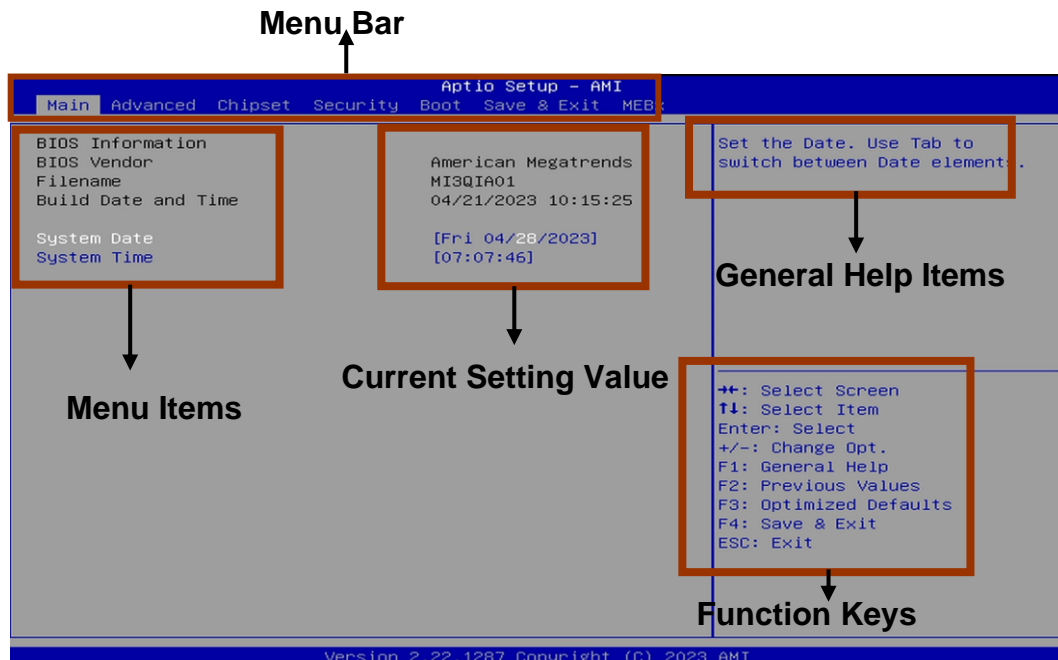 Menu Bar
Aptio Setup – AMI
Main Advanced Chipset Security Boot Save & Exit MEBx
BIOS Information
BIOS Vendor American Megatrends
Filename MI3QIA01
Build Date and Time 04/21/2023 10:15:25
System Date [Fri 04/28/2023]
System Time [07:07:46]
Set the Date. Use Tab to
switch between Date elements.
General Help Items
Current Setting Value
Menu Items
→←: Select Screen
↑↓: Select Item
Enter: Select
+/-: Change Opt.
F1: General Help
F2: Previous Values
F3: Optimized Defaults
F4: Save & Exit
ESC: Exit
Function Keys
Version 2.22.1287 Copyright (C) 2023 AMI